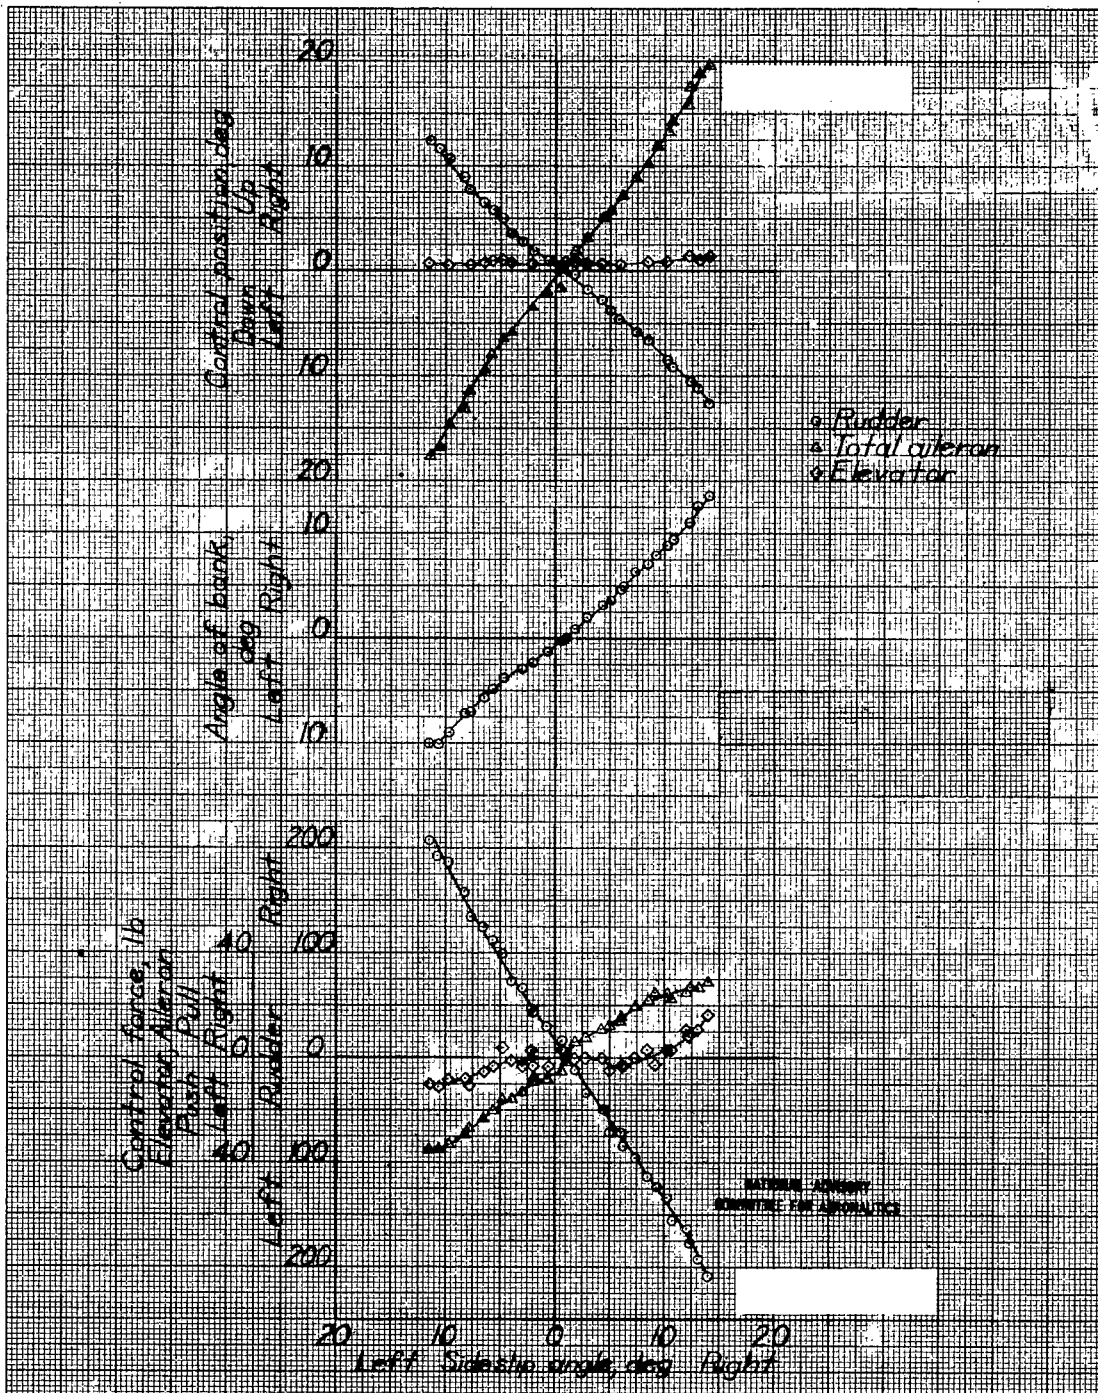 20
10
0
10
20
Control position, deg
Down Up
Left Right
Rudder
Total aileron
Elevator
10
0
10
Angle of bank,
deg
Left Right
200
100
0
100
200
40
0
40
Control force, lb
Elevator, Aileron
Push Pull
Left Right
Rudder
Left Right
NATIONAL ADVISORY
COMMITTEE FOR AERONAUTICS
20 10 0 10 20
Left Sideslip angle, deg Right